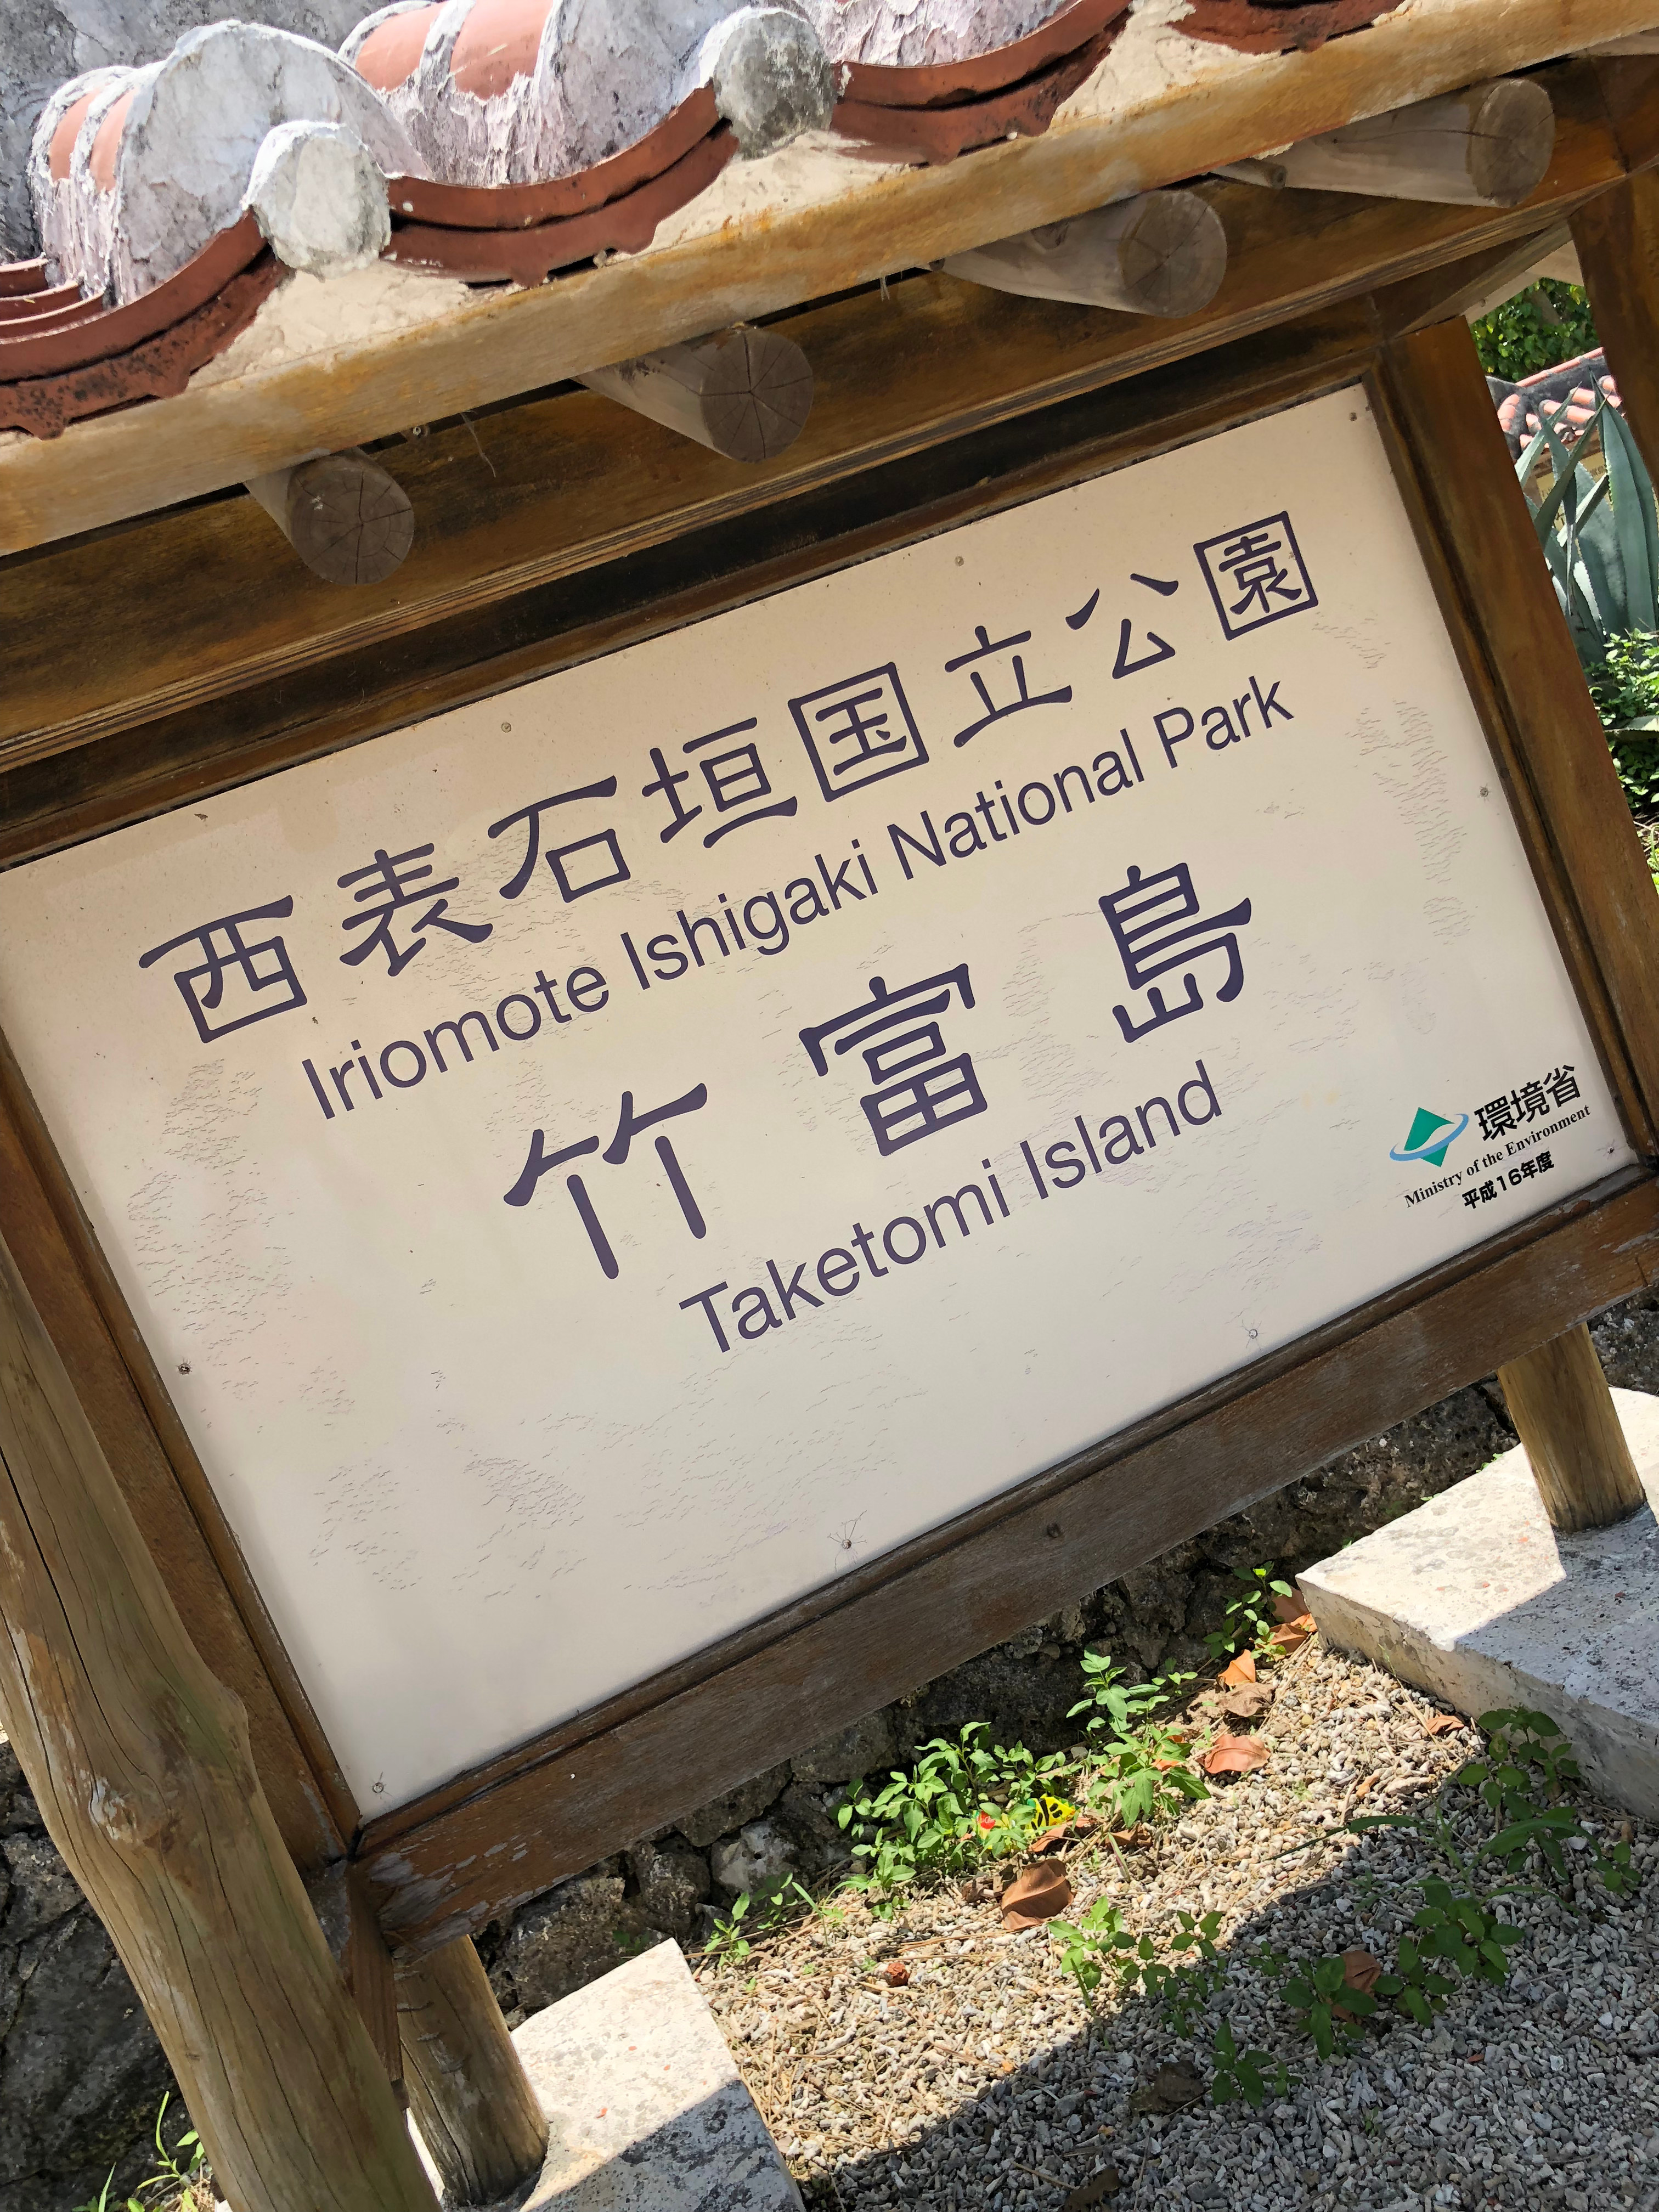 西表石垣国立公園
Iriomote Ishigaki National Park
竹富島
Taketomi Island
環境省
Ministry of the Environment
平成16年度